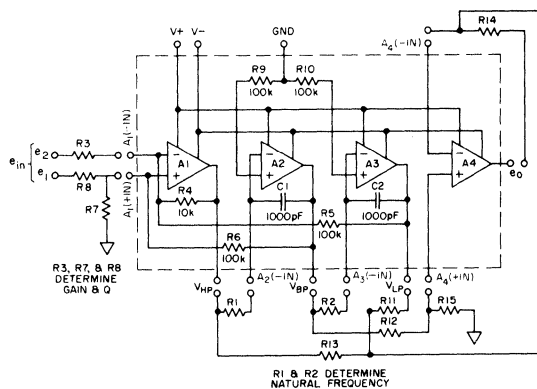 V+ V- GND A4(-IN) R14
R9 R10
100k 100k
A1(-IN)
e2 R3
ein
e1 R8
R7
A1(+IN)
- A1 +
- A2 +
- A3 +
- A4 +
e0
R4
10k
C1
1000pF
C2
1000pF
R5
100k
R6
100k
R3, R7, & R8
DETERMINE
GAIN & Q
VHP A2(-IN) VBP A3(-IN) VLP A4(+IN)
R1 R2 R11 R15
R12
R13
R1 & R2 DETERMINE
NATURAL FREQUENCY